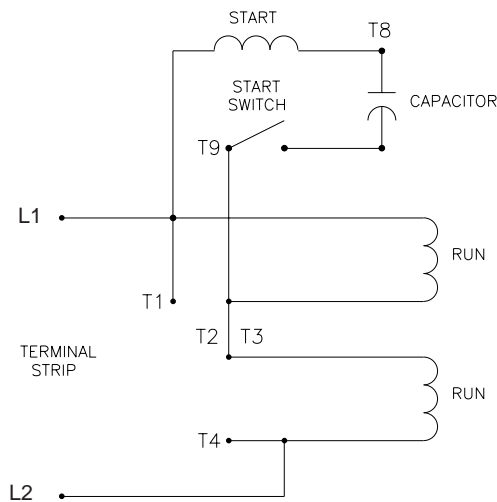 START
T8
START
SWITCH
CAPACITOR
T9
L1
RUN
T1
T2 T3
TERMINAL
STRIP
RUN
T4
L2